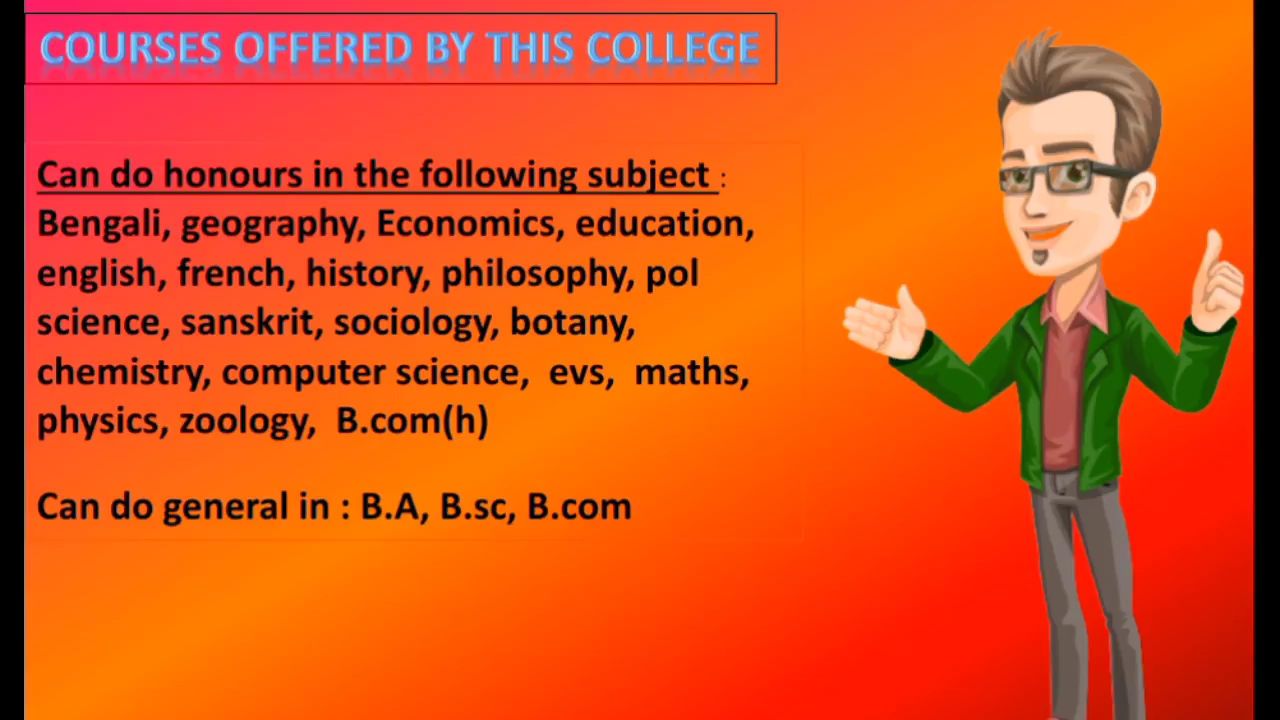 COURSES OFFERED BY THIS COLLEGE
Can do honours in the following subject :
Bengali, geography, Economics, education,
english, french, history, philosophy, pol
science, sanskrit, sociology, botany,
chemistry, computer science, evs, maths,
physics, zoology, B.com(h)
Can do general in : B.A, B.sc, B.com